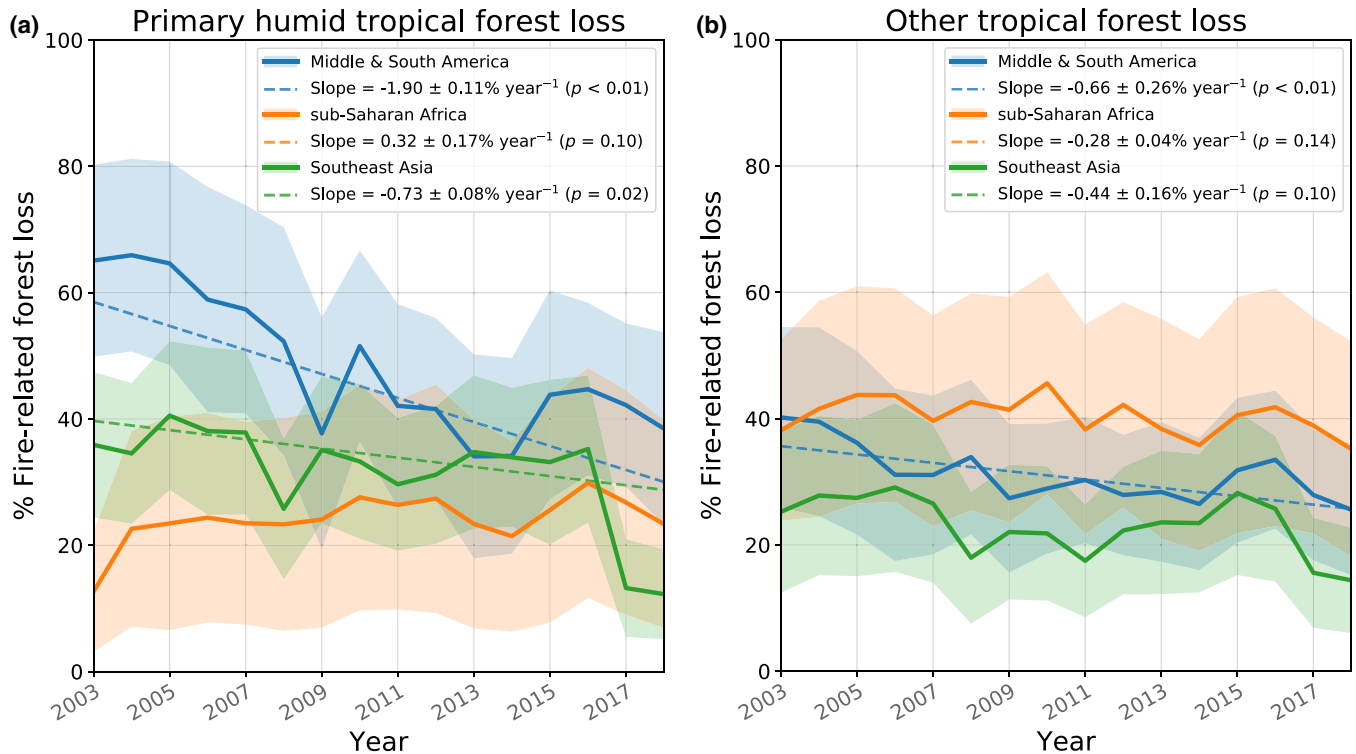 (a) Primary humid tropical forest loss
% Fire-related forest loss
100
80
60
40
20
0
Middle & South America
Slope = -1.90 ± 0.11% year⁻¹ (p < 0.01)
sub-Saharan Africa
Slope = 0.32 ± 0.17% year⁻¹ (p = 0.10)
Southeast Asia
Slope = -0.73 ± 0.08% year⁻¹ (p = 0.02)
2003 2005 2007 2009 2011 2013 2015 2017
Year
(b) Other tropical forest loss
% Fire-related forest loss
100
80
60
40
20
0
Middle & South America
Slope = -0.66 ± 0.26% year⁻¹ (p < 0.01)
sub-Saharan Africa
Slope = -0.28 ± 0.04% year⁻¹ (p = 0.14)
Southeast Asia
Slope = -0.44 ± 0.16% year⁻¹ (p = 0.10)
2003 2005 2007 2009 2011 2013 2015 2017
Year